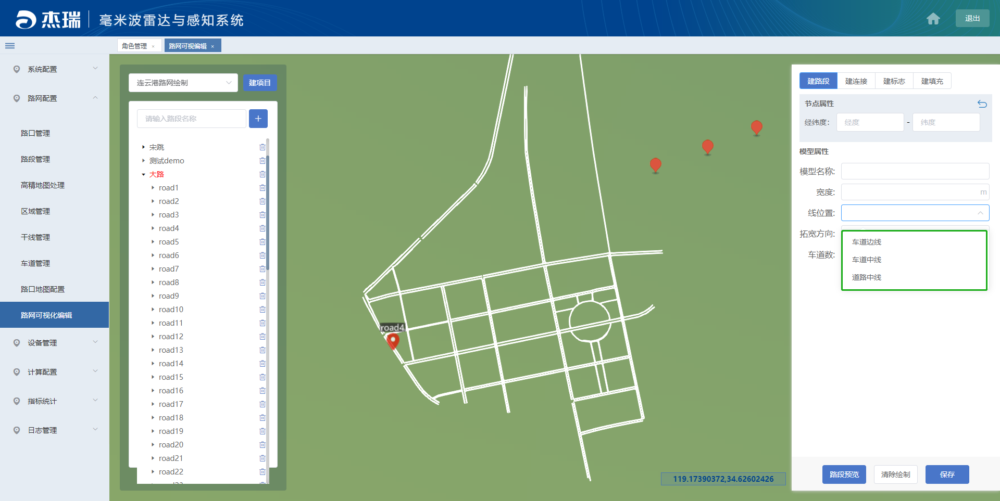 杰瑞 毫米波雷达与感知系统
退出
角色管理 ×
路网可视编辑 ×
系统配置
路网配置
路口管理
路段管理
高精地图处理
区域管理
干线管理
车道管理
路口地图配置
路网可视化编辑
设备管理
计算配置
指标统计
日志管理
连云港路网绘制
建项目
请输入路段名称
+
宋跳
测试demo
大路
road1
road2
road3
road4
road5
road6
road7
road8
road9
road10
road11
road12
road13
road14
road15
road16
road17
road18
road19
road20
road21
road22
road4
119.17390372,34.62602426
建路段 建连接 建标志 建填充
节点属性
经纬度: 经度 - 纬度
模型属性
模型名称:
宽度: m
线位置:
拓宽方向:
车道数:
车道边线
车道中线
道路中线
路段预览 清除绘制 保存